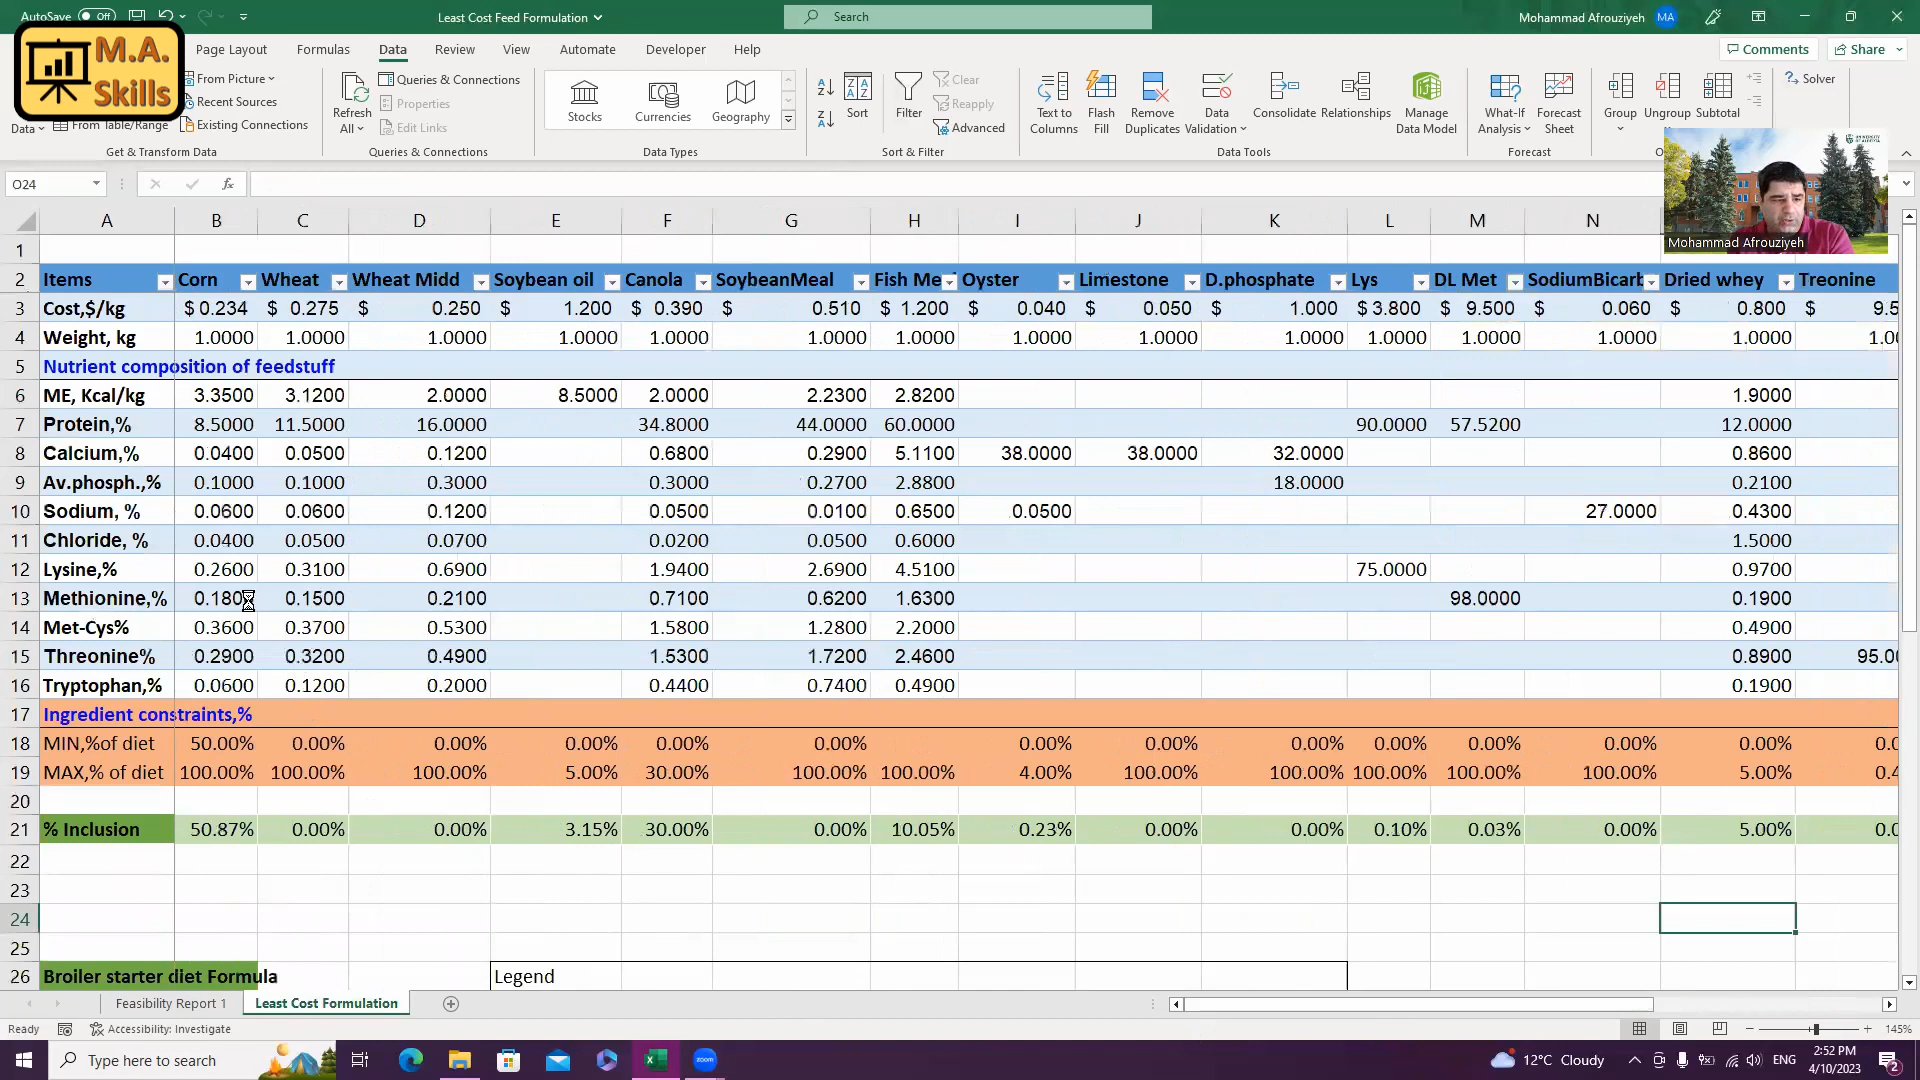 AutoSave Off Least Cost Feed Formulation Search Mohammad Afrouziyeh MA
M.A. Skills
Page Layout Formulas Data Review View Automate Developer Help Comments Share
From Picture Queries & Connections Clear Solver
Recent Sources Properties Reapply
Data From Table/Range Existing Connections Refresh All Edit Links Stocks Currencies Geography Sort Filter Advanced Text to Columns Flash Fill Remove Duplicates Data Validation Consolidate Relationships Manage Data Model What-If Analysis Forecast Sheet Group Ungroup Subtotal
Get & Transform Data Queries & Connections Data Types Sort & Filter Data Tools Forecast
O24 fx
Mohammad Afrouziyeh
A B C D E F G H I J K L M N
1
2 Items Corn Wheat Wheat Midd Soybean oil Canola SoybeanMeal Fish Me Oyster Limestone D.phosphate Lys DL Met SodiumBicarb Dried whey Treonine
3 Cost,$/kg $ 0.234 $ 0.275 $ 0.250 $ 1.200 $ 0.390 $ 0.510 $ 1.200 $ 0.040 $ 0.050 $ 1.000 $ 3.800 $ 9.500 $ 0.060 $ 0.800 $ 9.5
4 Weight, kg 1.0000 1.0000 1.0000 1.0000 1.0000 1.0000 1.0000 1.0000 1.0000 1.0000 1.0000 1.0000 1.0000 1.0000 1.00
5 Nutrient composition of feedstuff
6 ME, Kcal/kg 3.3500 3.1200 2.0000 8.5000 2.0000 2.2300 2.8200 1.9000
7 Protein,% 8.5000 11.5000 16.0000 34.8000 44.0000 60.0000 90.0000 57.5200 12.0000
8 Calcium,% 0.0400 0.0500 0.1200 0.6800 0.2900 5.1100 38.0000 38.0000 32.0000 0.8600
9 Av.phosph.,% 0.1000 0.1000 0.3000 0.3000 0.2700 2.8800 18.0000 0.2100
10 Sodium, % 0.0600 0.0600 0.1200 0.0500 0.0100 0.6500 0.0500 27.0000 0.4300
11 Chloride, % 0.0400 0.0500 0.0700 0.0200 0.0500 0.6000 1.5000
12 Lysine,% 0.2600 0.3100 0.6900 1.9400 2.6900 4.5100 75.0000 0.9700
13 Methionine,% 0.180 0.1500 0.2100 0.7100 0.6200 1.6300 98.0000 0.1900
14 Met-Cys% 0.3600 0.3700 0.5300 1.5800 1.2800 2.2000 0.4900
15 Threonine% 0.2900 0.3200 0.4900 1.5300 1.7200 2.4600 0.8900 95.00
16 Tryptophan,% 0.0600 0.1200 0.2000 0.4400 0.7400 0.4900 0.1900
17 Ingredient constraints,%
18 MIN,%of diet 50.00% 0.00% 0.00% 0.00% 0.00% 0.00% 0.00% 0.00% 0.00% 0.00% 0.00% 0.00% 0.00% 0.0
19 MAX,% of diet 100.00% 100.00% 100.00% 5.00% 30.00% 100.00% 100.00% 4.00% 100.00% 100.00% 100.00% 100.00% 100.00% 5.00% 0.4
20
21 % Inclusion 50.87% 0.00% 0.00% 3.15% 30.00% 0.00% 10.05% 0.23% 0.00% 0.00% 0.10% 0.03% 0.00% 5.00% 0.0
22
23
24
25
26 Broiler starter diet Formula Legend
Feasibility Report 1 Least Cost Formulation
Ready Accessibility: Investigate 145%
Type here to search zoom 12°C Cloudy ENG 2:52 PM
4/10/2023 2